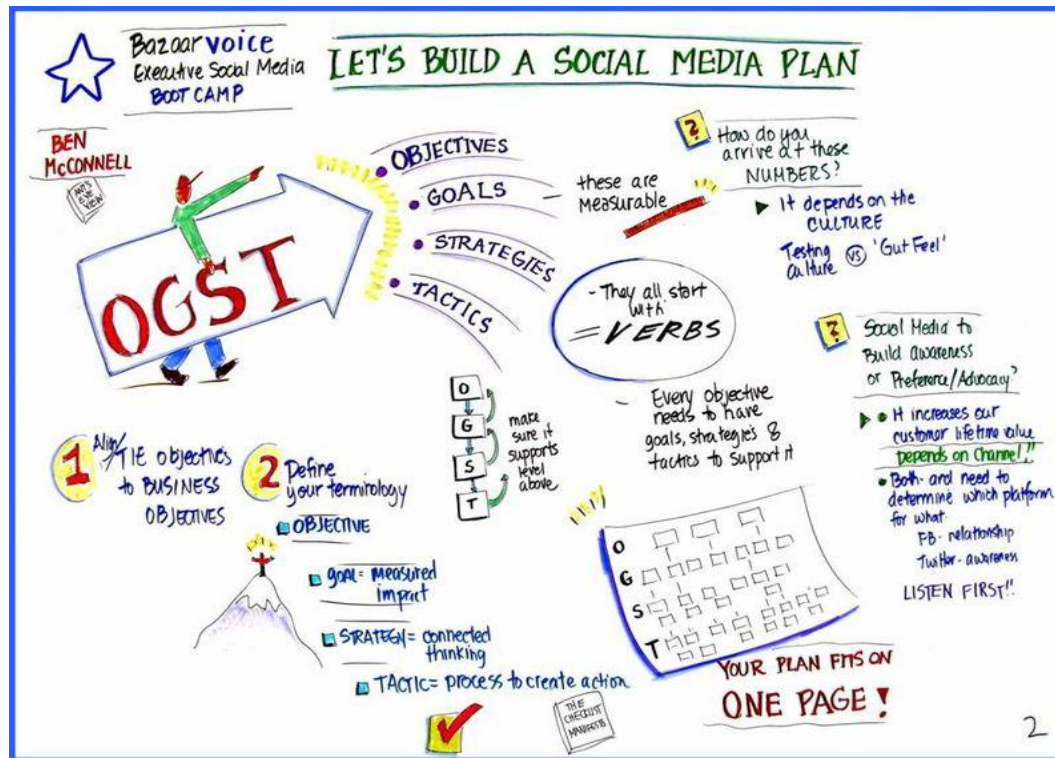 Bazaarvoice
Executive Social Media
BOOT CAMP
LET'S BUILD A SOCIAL MEDIA PLAN
BEN
McCONNELL
ANT'S
EYE
VIEW
OGST
OBJECTIVES
GOALS
STRATEGIES
TACTICS
— these are
measurable
?
How do you
arrive at these
NUMBERS?
It depends on the
CULTURE
Testing
Culture VS 'Gut Feel'
- They all start
with
= VERBS
?
Social Media to
Build awareness
or Preference/Advocacy?
It increases our
customer lifetime value
Depends on Channel!"
Both- and need to
determine which platform
for what
FB- relationship
Twitter- awareness
LISTEN FIRST!!
O
G
S
T
make
sure it
supports
level
above
- Every objective
needs to have
goals, strategies &
tactics to support it
1
Align/
TIE objectives
to BUSINESS
OBJECTIVES
2
Define
your terminology
OBJECTIVE
GOAL = Measured
impact
STRATEGY = connected
thinking
TACTIC = process to create action
THE
CHECKLIST
MANIFESTO
O
G
S
T
YOUR PLAN FITS ON
ONE PAGE!
2